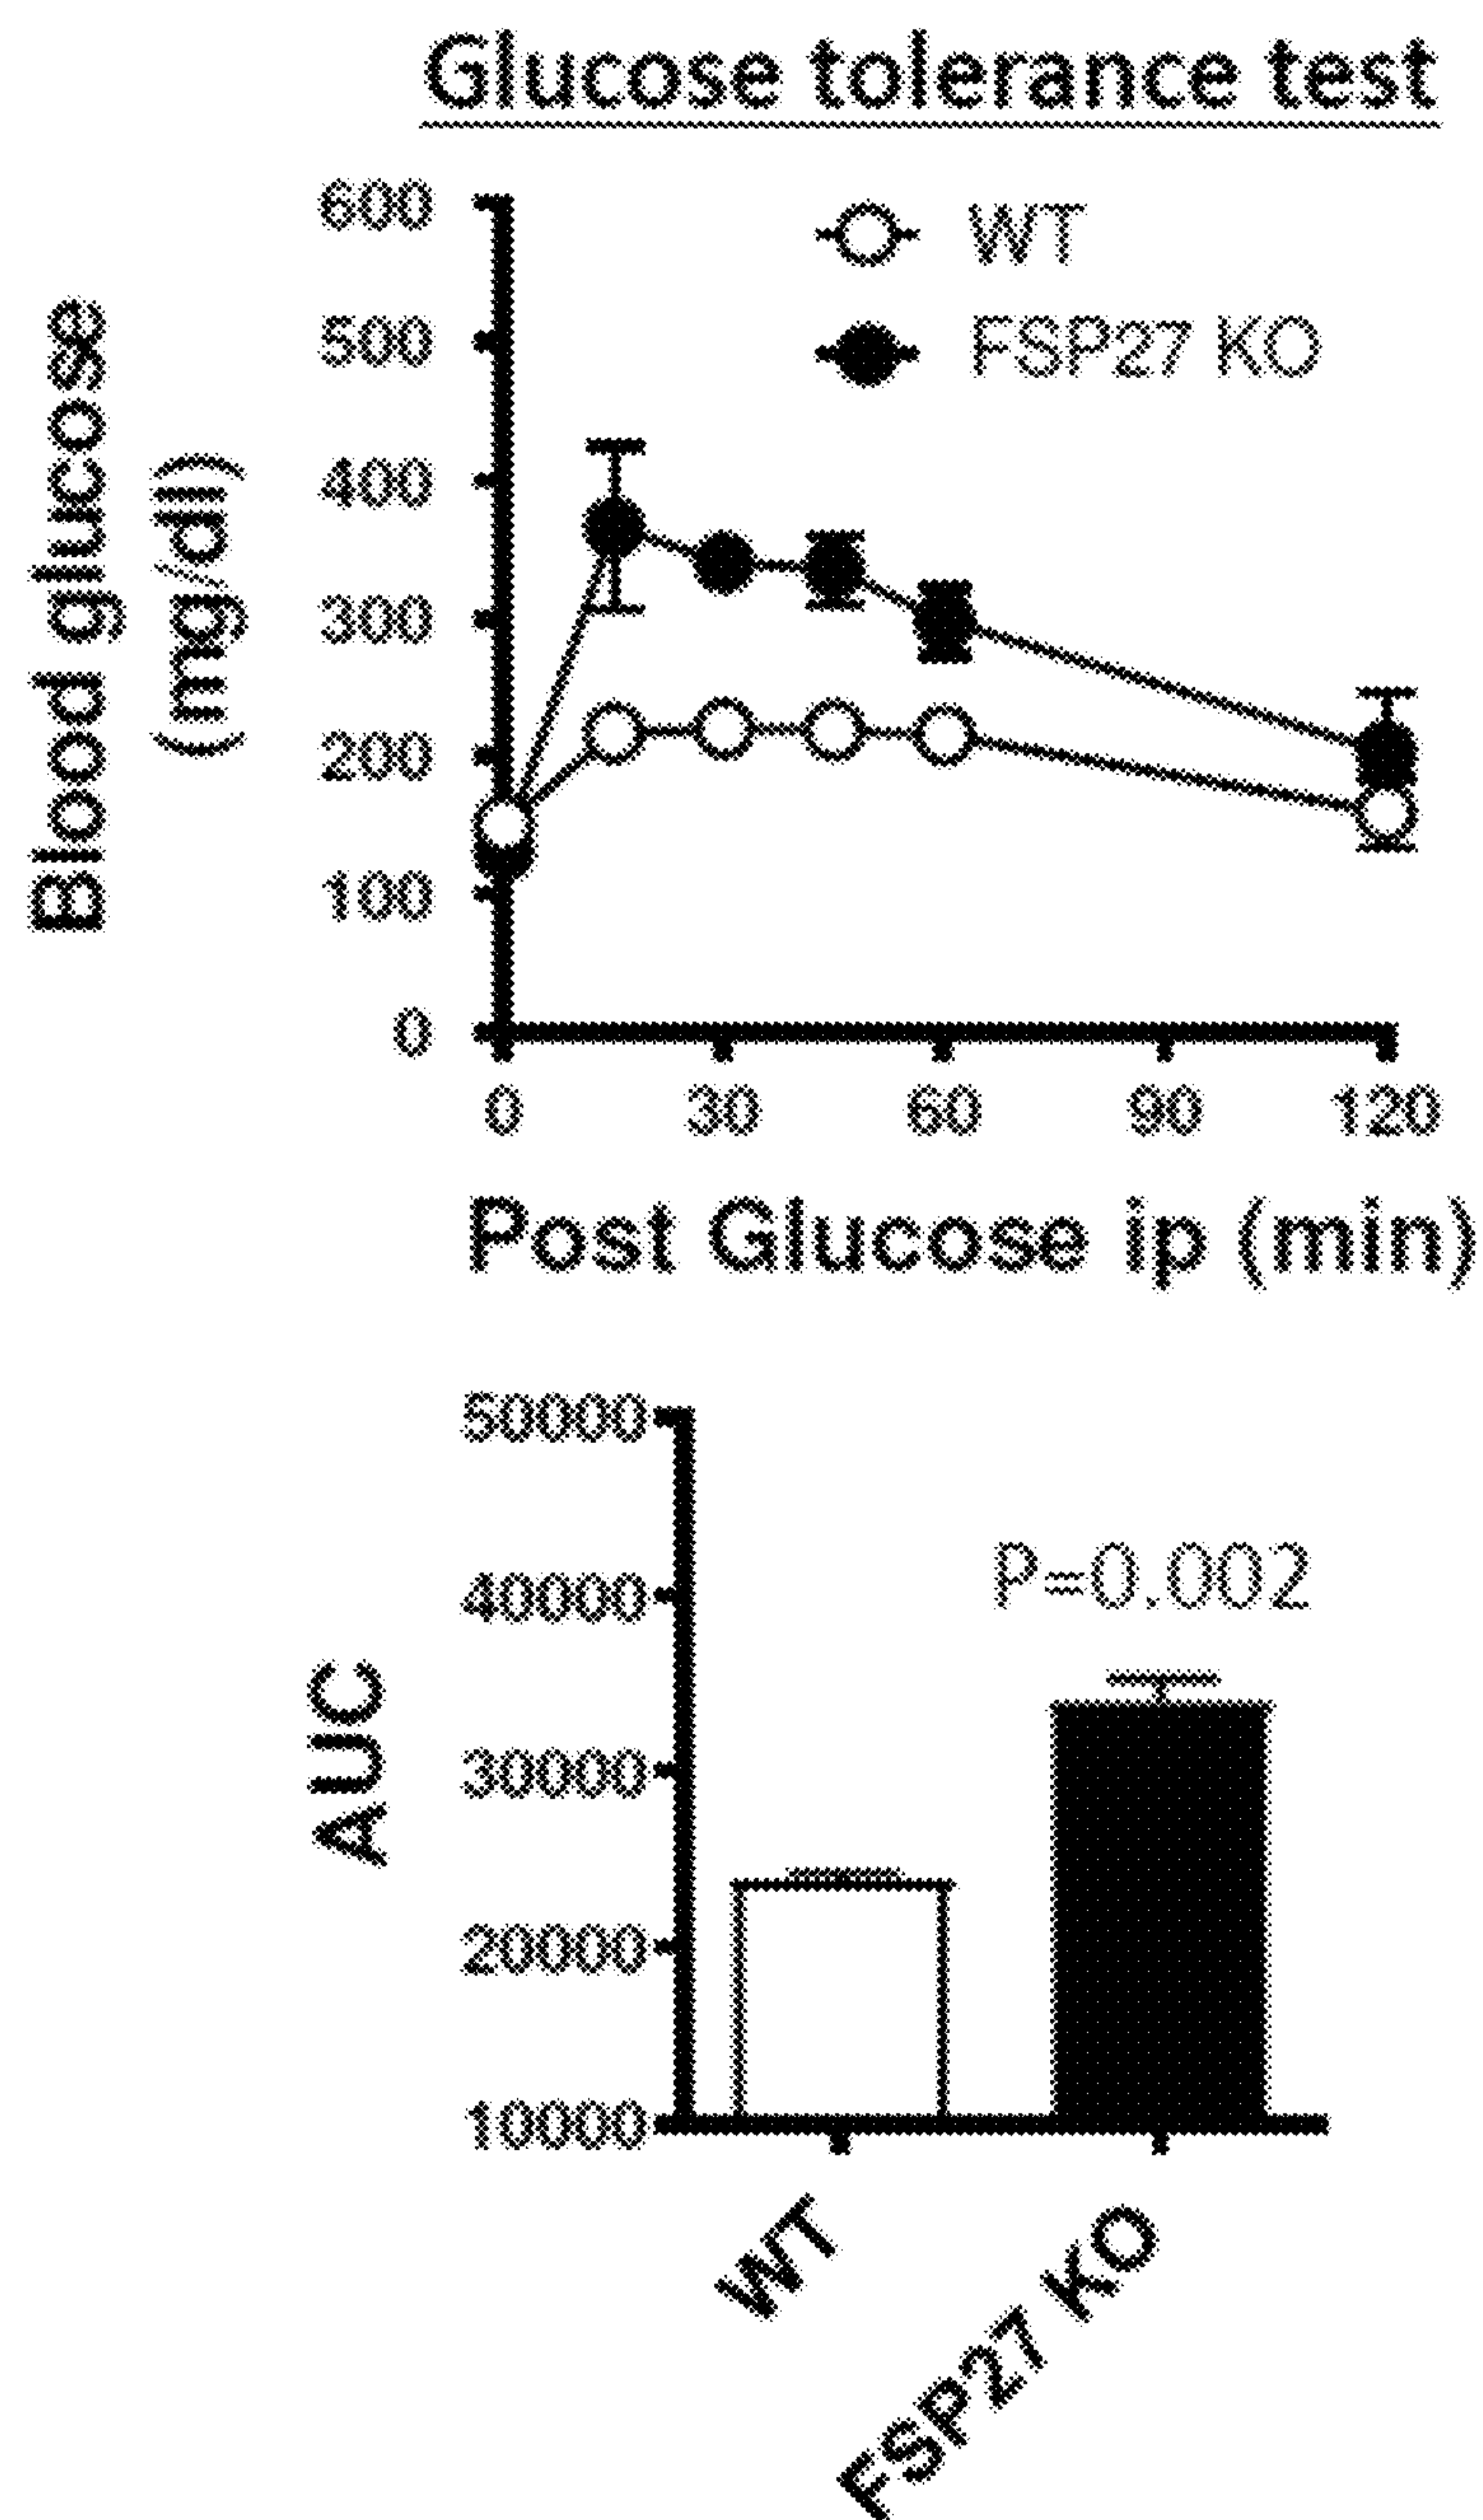 Glucose tolerance test
Blood glucose
(mg/dl)
600
500
400
300
200
100
0
WT
FSP27 KO
0 30 60 90 120
Post Glucose ip (min)
AUC
50000
40000
30000
20000
10000
P=0.002
WT
FSP27 KO